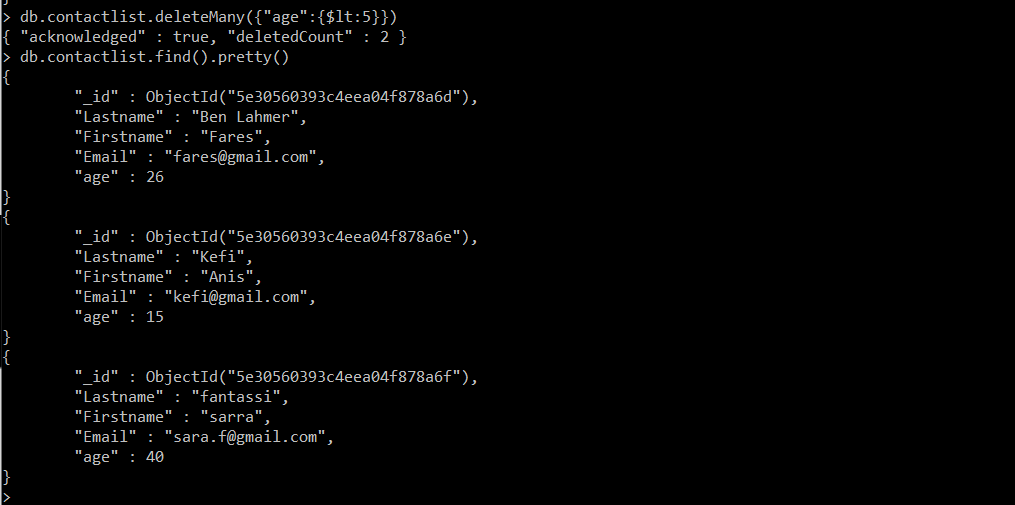 > db.contactlist.deleteMany({"age":{$lt:5}})
{ "acknowledged" : true, "deletedCount" : 2 }
> db.contactlist.find().pretty()
{
        "_id" : ObjectId("5e30560393c4eea04f878a6d"),
        "Lastname" : "Ben Lahmer",
        "Firstname" : "Fares",
        "Email" : "fares@gmail.com",
        "age" : 26
}
{
        "_id" : ObjectId("5e30560393c4eea04f878a6e"),
        "Lastname" : "Kefi",
        "Firstname" : "Anis",
        "Email" : "kefi@gmail.com",
        "age" : 15
}
{
        "_id" : ObjectId("5e30560393c4eea04f878a6f"),
        "Lastname" : "fantassi",
        "Firstname" : "sarra",
        "Email" : "sara.f@gmail.com",
        "age" : 40
}
>